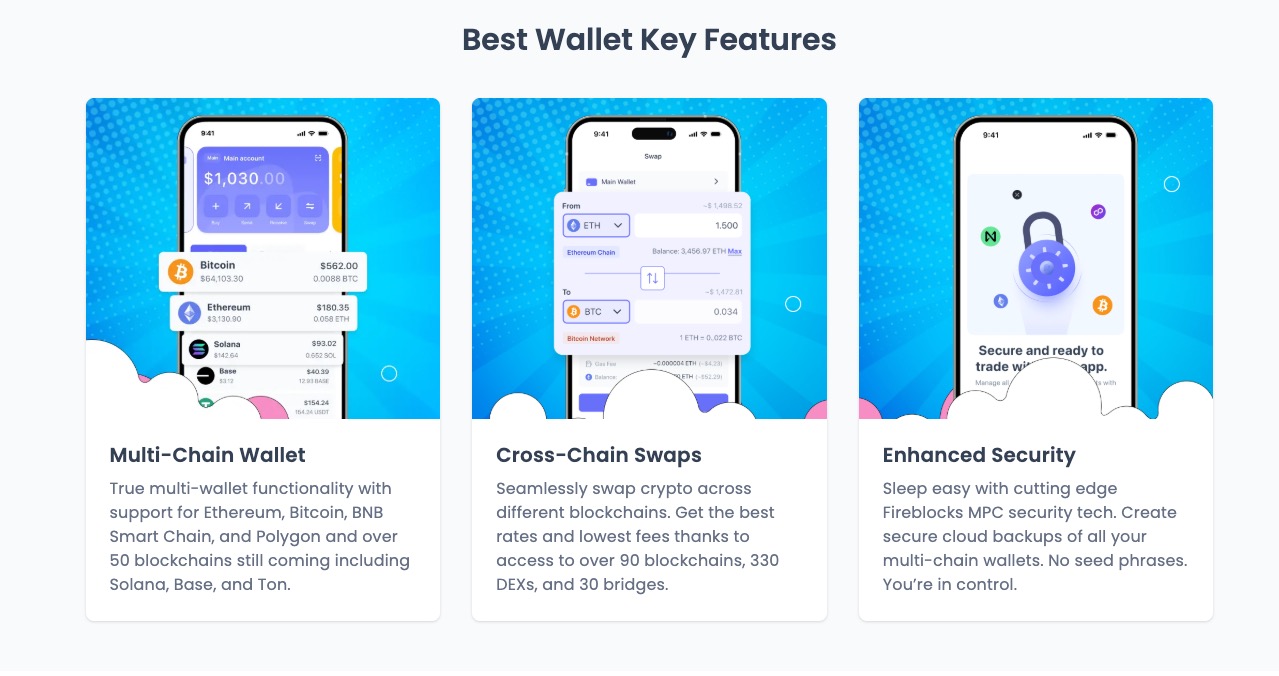 Best Wallet Key Features
9:41
Main Main account
$1,030.00
Buy Swap
Bitcoin $562.00
$64,103.30 0.0088 BTC
Ethereum $180.35
$3,130.90 0.058 ETH
Solana $93.02
$142.64 0.652 SOL
Base $40.39
$3.12 12.93 BASE
$154.24
154.24 USDT
9:41
Swap
Main Wallet
From ~$ 1,498.52
ETH 1.500
Ethereum Chain Balance: 3,456.97 ETH Max
To ~$ 1,472.81
BTC 0.034
Bitcoin Network 1 ETH = 0,.022 BTC
Gas Fee ~0.000004 ETH (~$4.23)
Balance: ETH (~$52.29)
9:41
Secure and ready to
trade app.
Manage all with
Multi-Chain Wallet
True multi-wallet functionality with
support for Ethereum, Bitcoin, BNB
Smart Chain, and Polygon and over
50 blockchains still coming including
Solana, Base, and Ton.
Cross-Chain Swaps
Seamlessly swap crypto across
different blockchains. Get the best
rates and lowest fees thanks to
access to over 90 blockchains, 330
DEXs, and 30 bridges.
Enhanced Security
Sleep easy with cutting edge
Fireblocks MPC security tech. Create
secure cloud backups of all your
multi-chain wallets. No seed phrases.
You're in control.